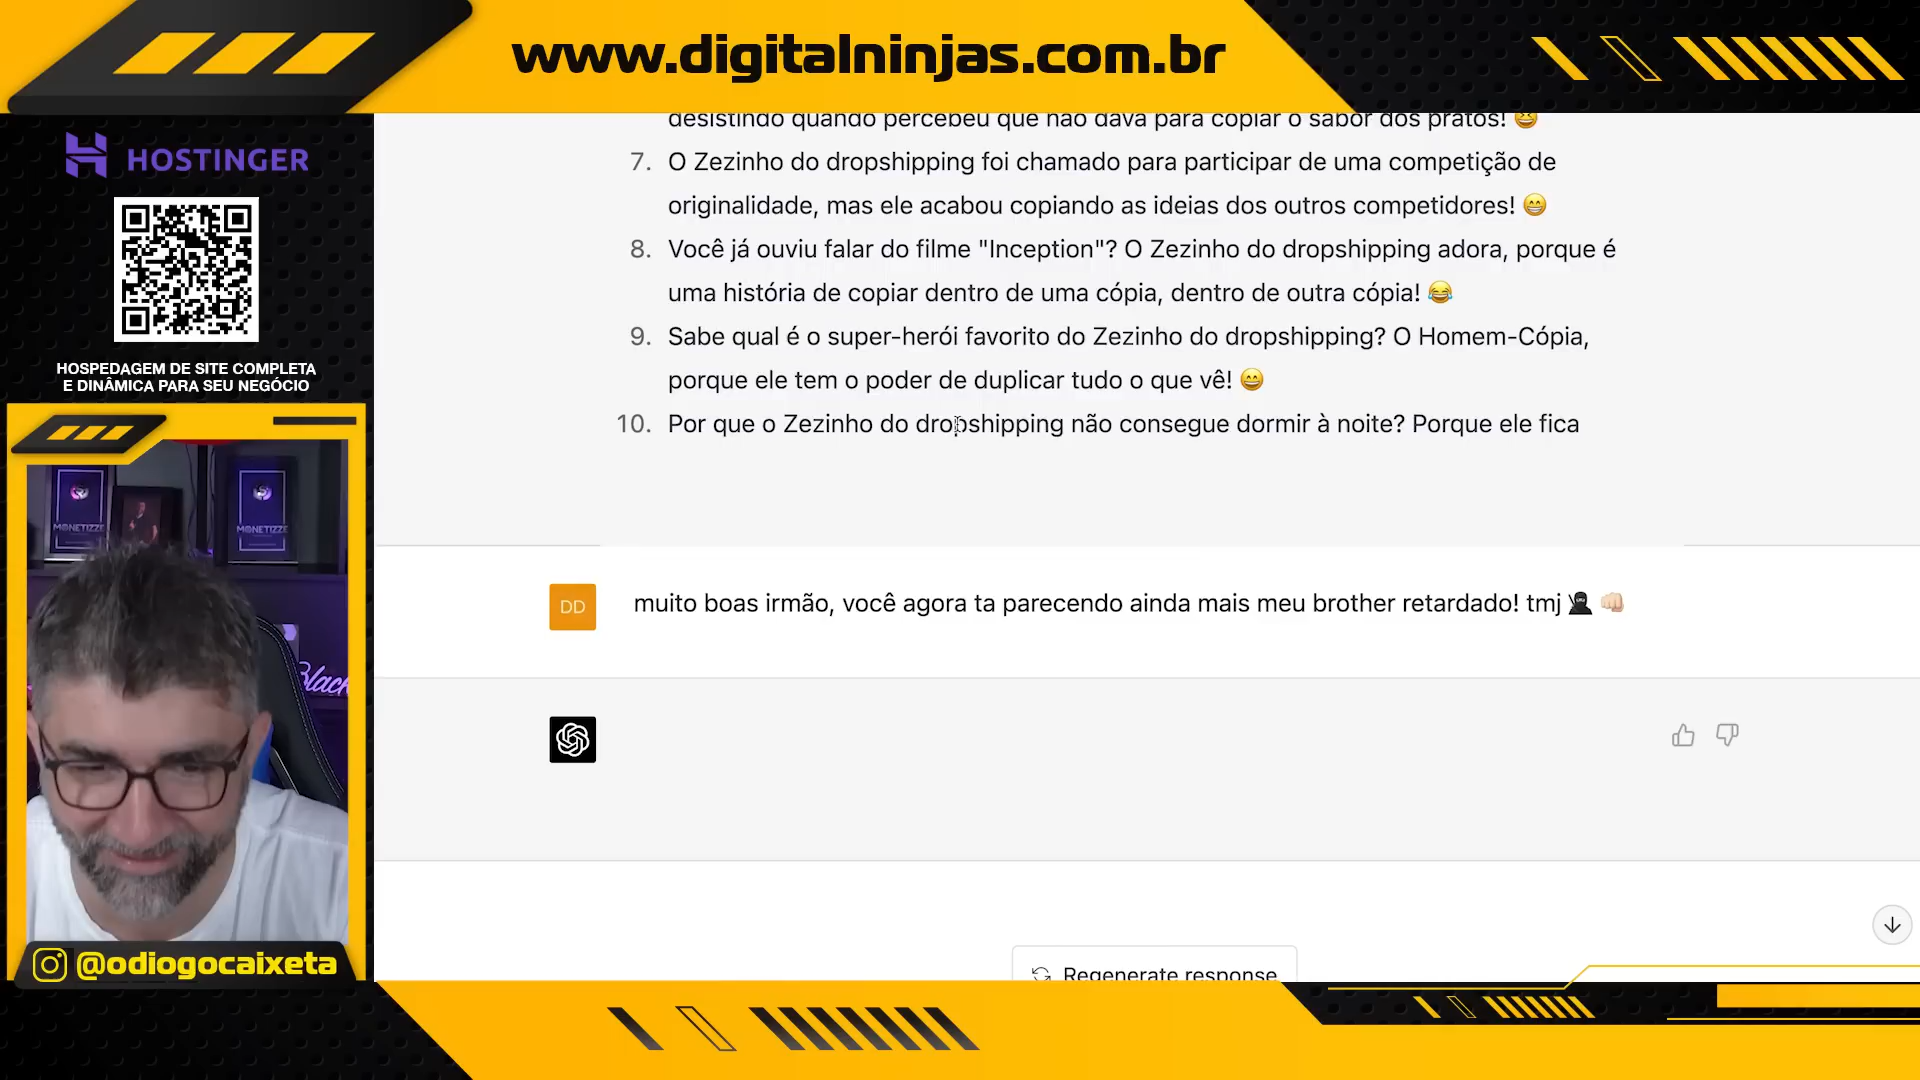 www.digitalninjas.com.br
HOSTINGER
HOSPEDAGEM DE SITE COMPLETA
E DINÂMICA PARA SEU NEGÓCIO
MONETIZZE
MONETIZZE
Black
@odiogocaixeta
desistindo quando percebeu que não dava para copiar o sabor dos pratos! 😆
7. O Zezinho do dropshipping foi chamado para participar de uma competição de
originalidade, mas ele acabou copiando as ideias dos outros competidores! 😁
8. Você já ouviu falar do filme "Inception"? O Zezinho do dropshipping adora, porque é
uma história de copiar dentro de uma cópia, dentro de outra cópia! 😂
9. Sabe qual é o super-herói favorito do Zezinho do dropshipping? O Homem-Cópia,
porque ele tem o poder de duplicar tudo o que vê! 😄
10. Por que o Zezinho do dropshipping não consegue dormir à noite? Porque ele fica
DD
muito boas irmão, você agora ta parecendo ainda mais meu brother retardado! tmj 🥷 👊🏻
Regenerate response